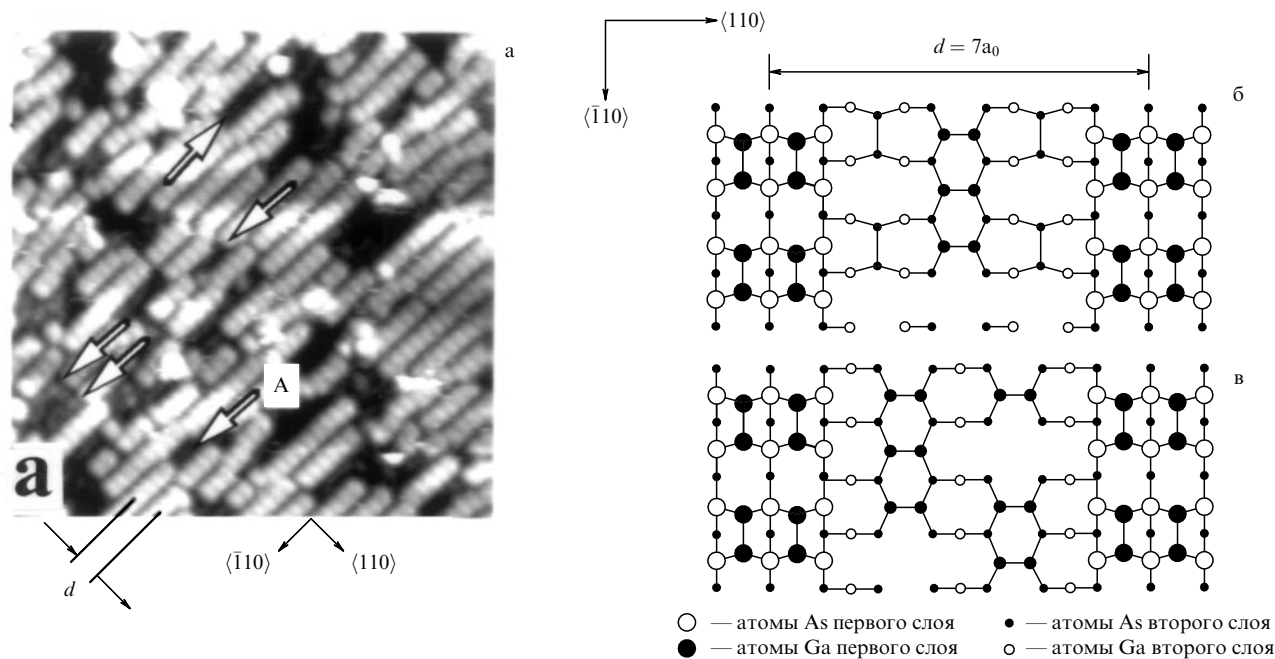 а
A
a
d
⟨1̄10⟩
⟨110⟩
⟨110⟩
⟨1̄10⟩
d = 7a₀
б
в
— атомы As первого слоя
— атомы Ga первого слоя
— атомы As второго слоя
— атомы Ga второго слоя